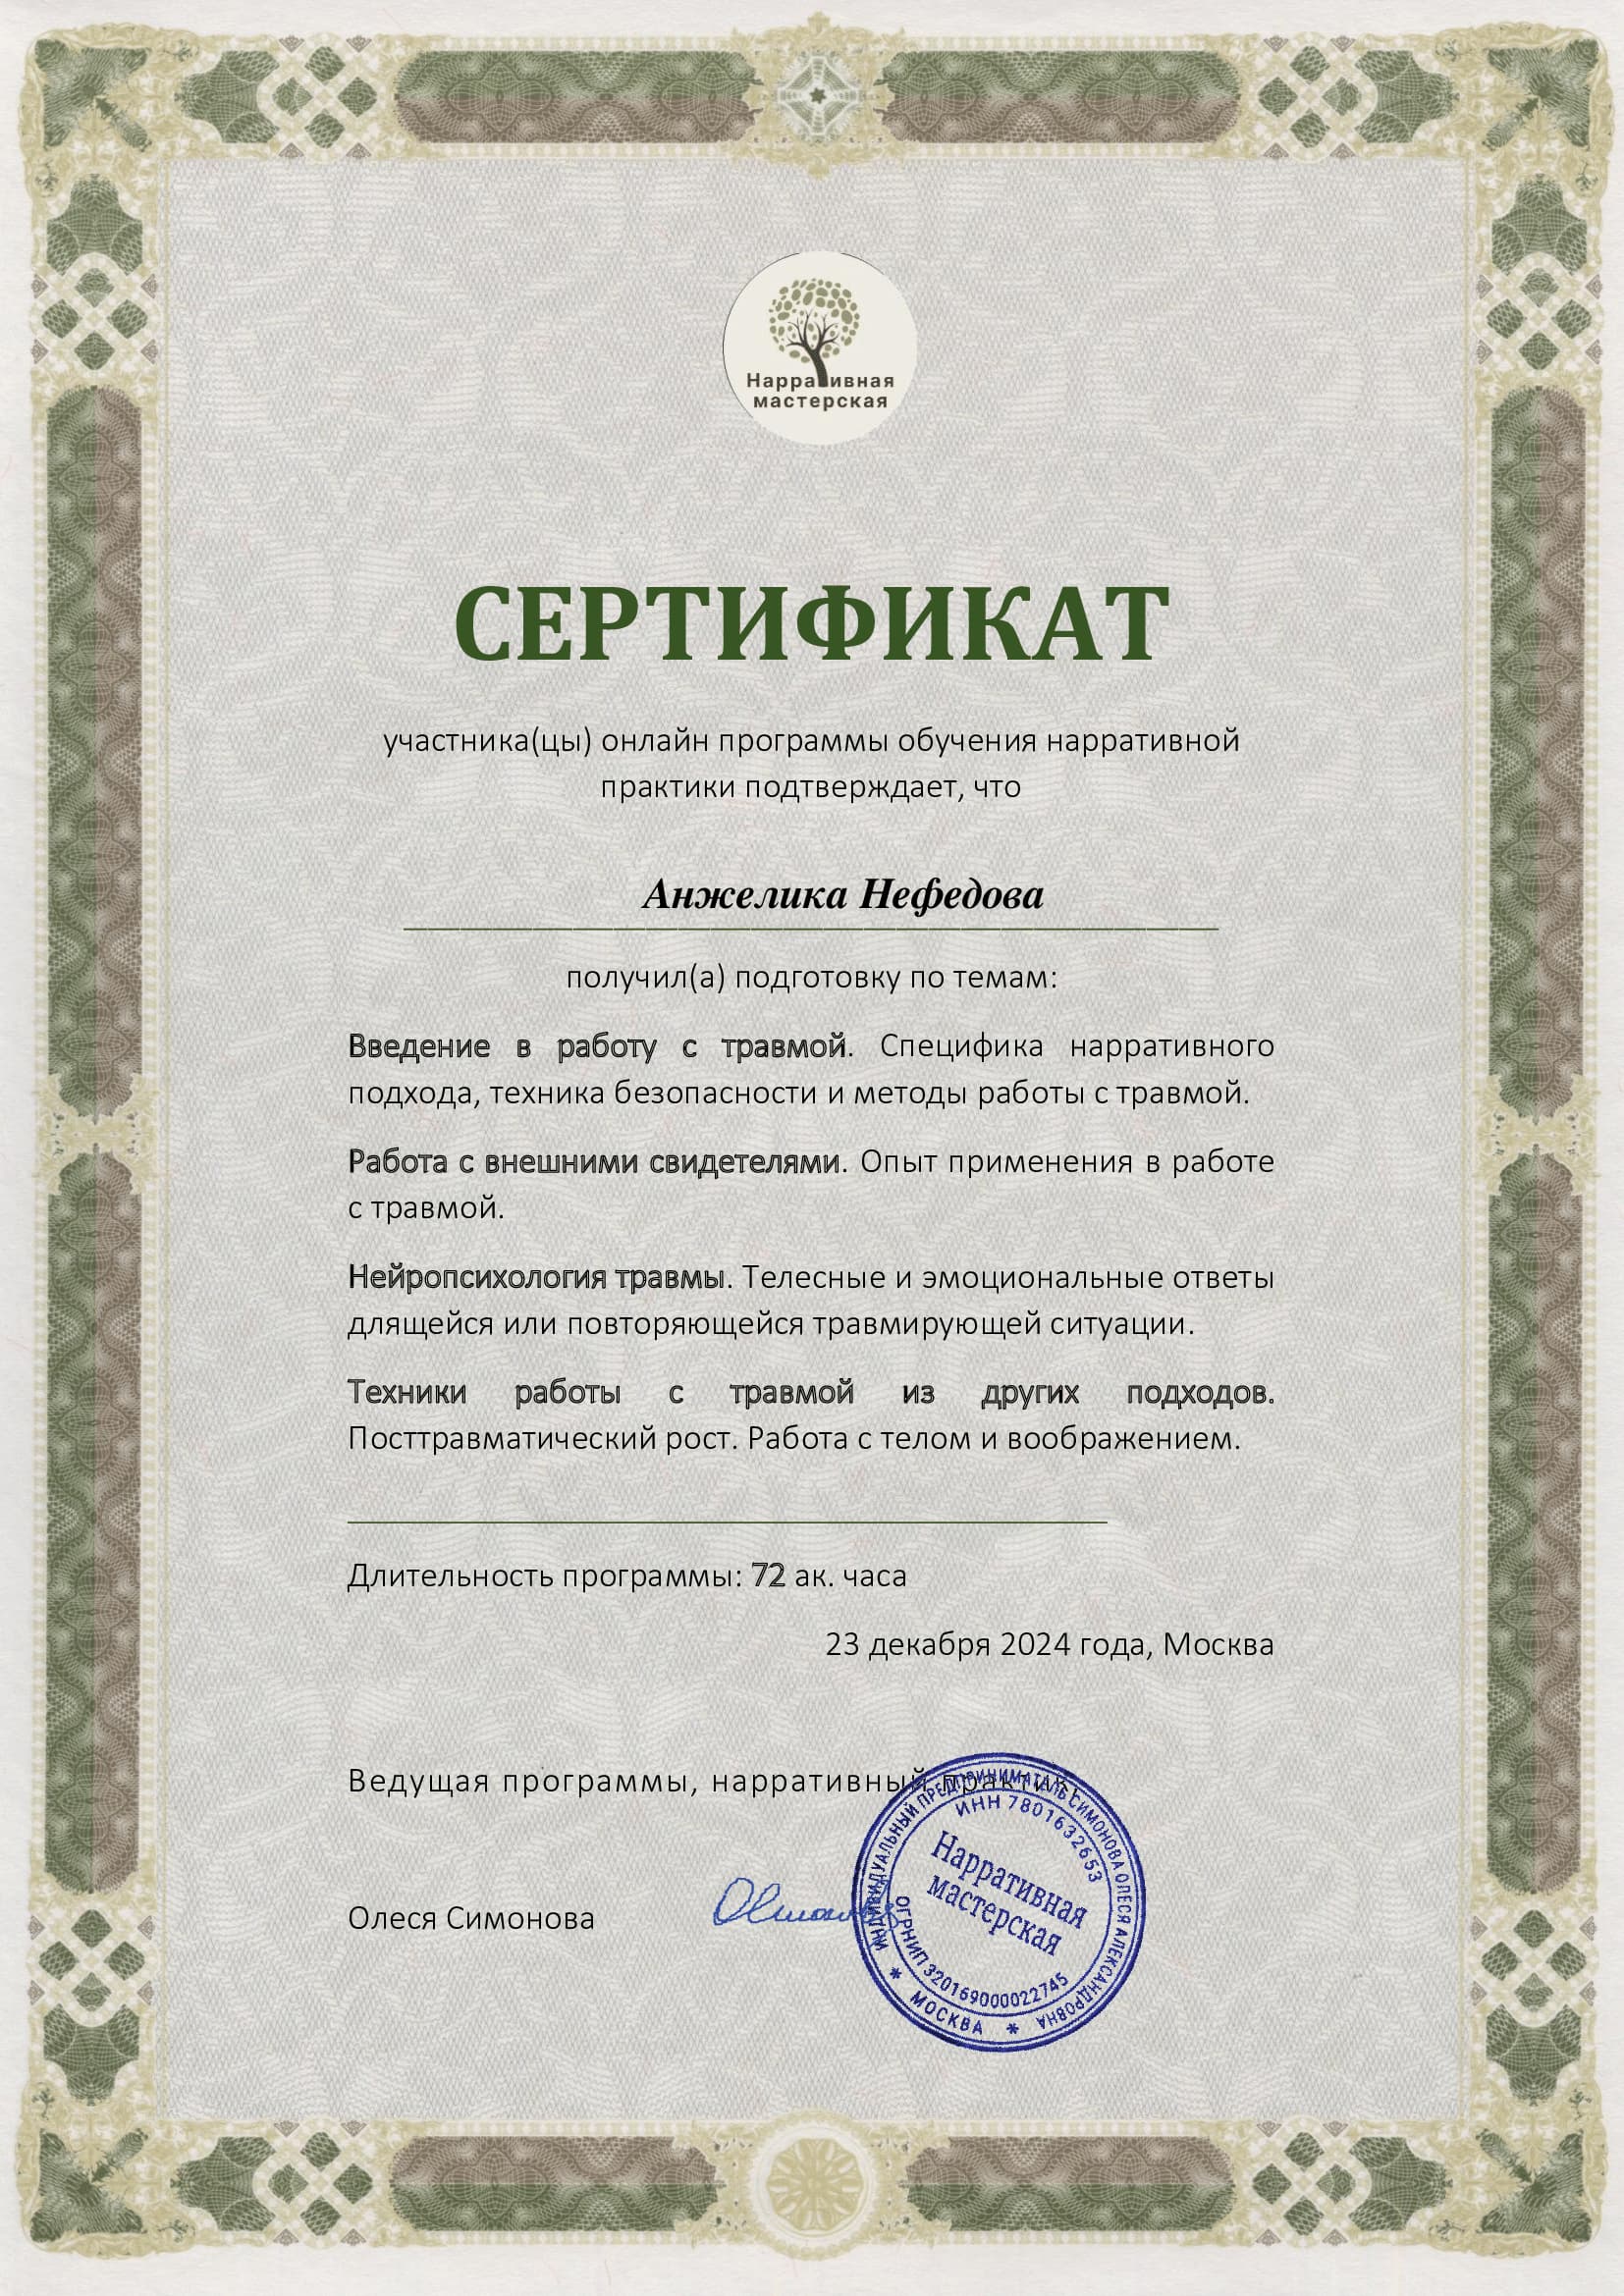 Нарративная
мастерская
СЕРТИФИКАТ
участника(цы) онлайн программы обучения нарративной
практики подтверждает, что
Анжелика Нефедова
получил(а) подготовку по темам:
Введение в работу с травмой. Специфика нарративного
подхода, техника безопасности и методы работы с травмой.
Работа с внешними свидетелями. Опыт применения в работе
с травмой.
Нейропсихология травмы. Телесные и эмоциональные ответы
длящейся или повторяющейся травмирующей ситуации.
Техники работы с травмой из других подходов.
Посттравматический рост. Работа с телом и воображением.
Длительность программы: 72 ак. часа
23 декабря 2024 года, Москва
Ведущая программы, нарративный практик,
Олеся Симонова
ИНДИВИДУАЛЬНЫЙ ПРЕДПРИНИМАТЕЛЬ СИМОНОВА ОЛЕСЯ АЛЕКСАНДРОВНА
* МОСКВА *
ИНН 7801632653
ОГРНИП 320169000022745
Нарративная
мастерская